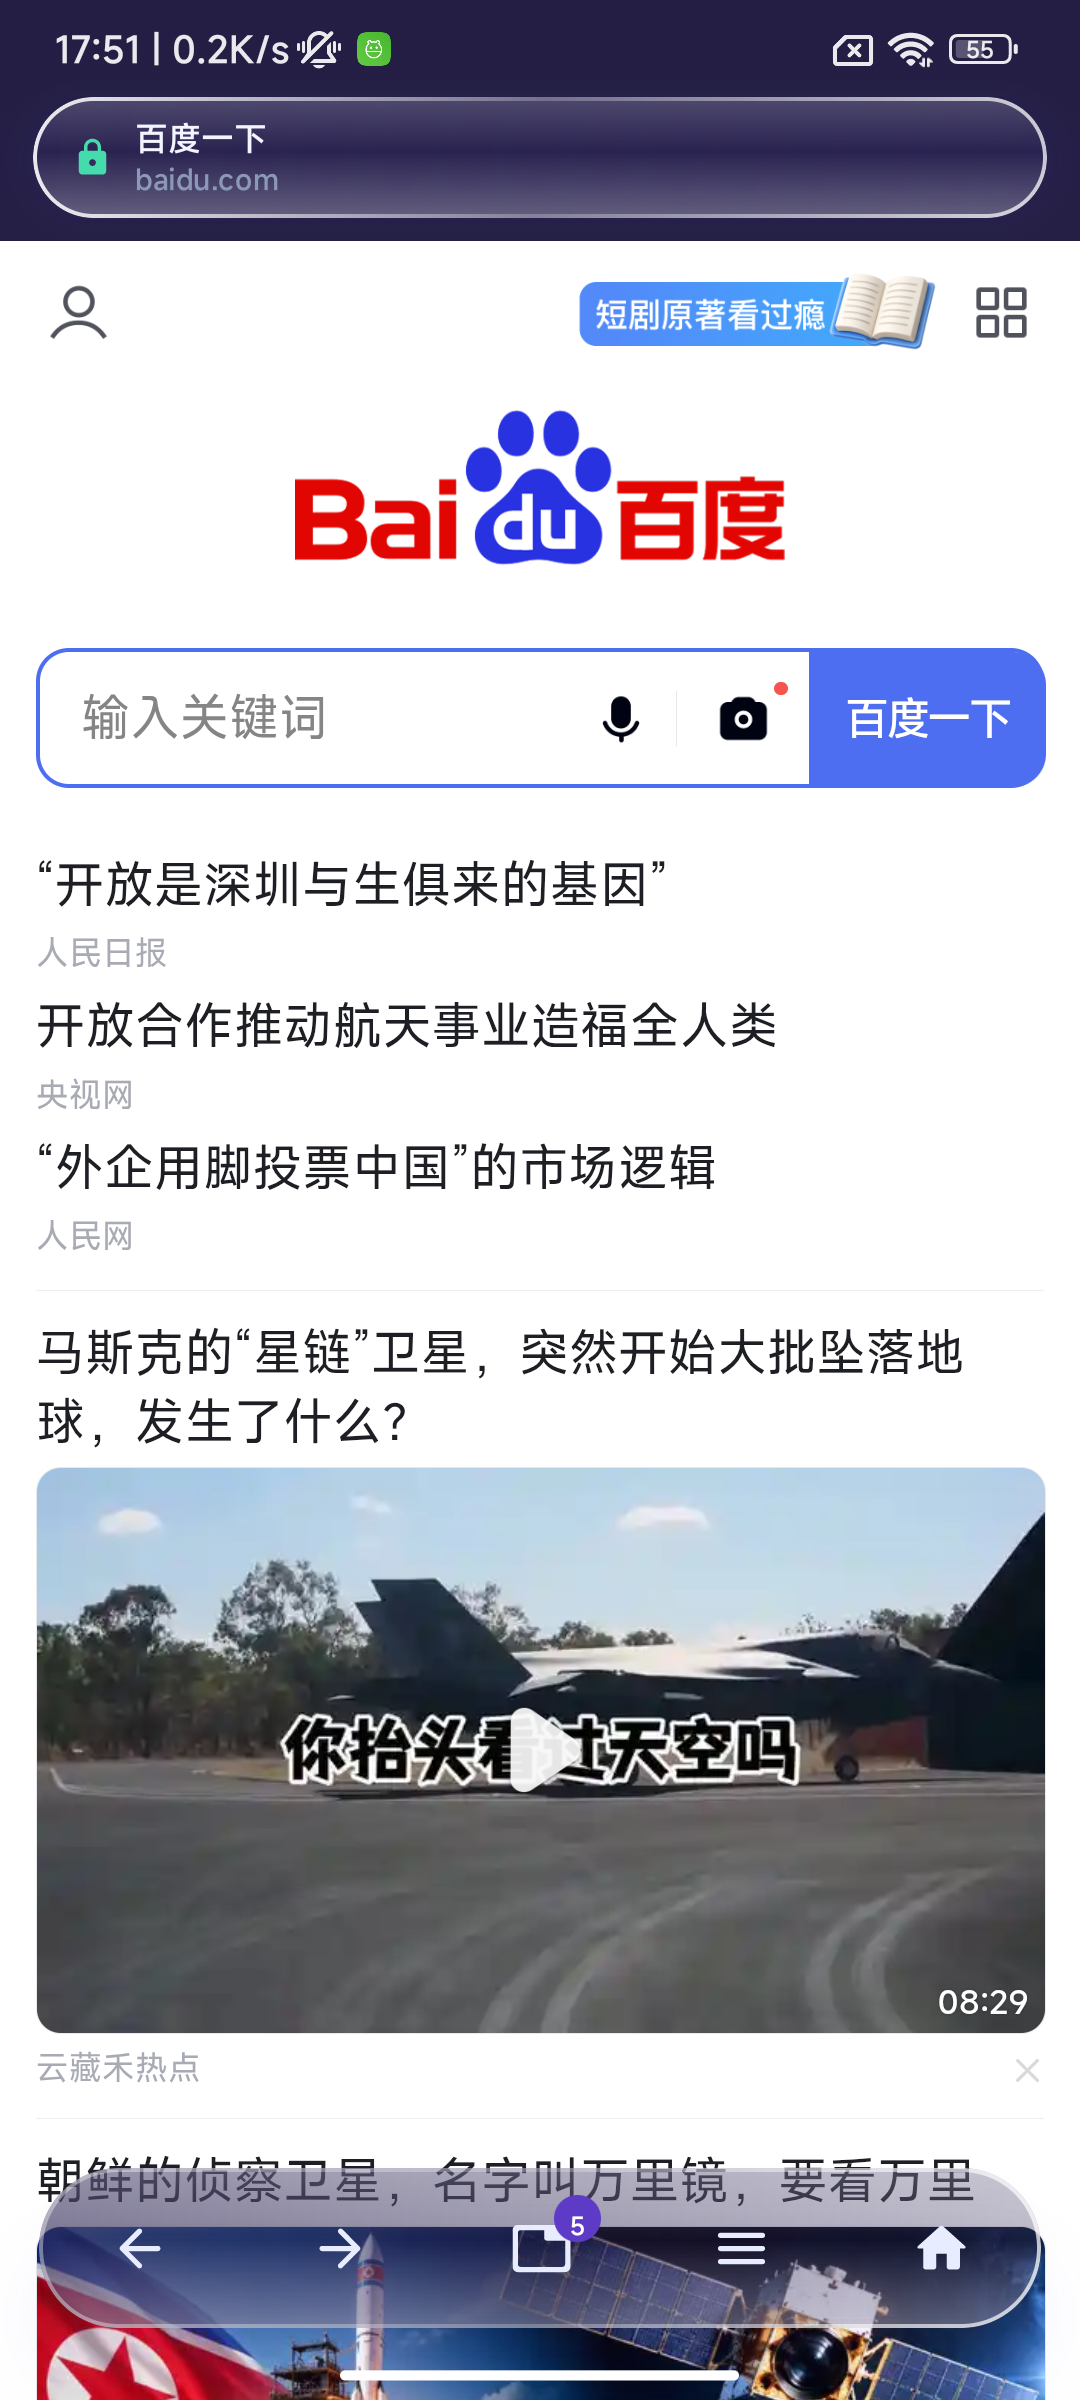 17:51 | 0.2K/s
55
百度一下
baidu.com
短剧原著看过瘾
Bai du 百度
输入关键词
百度一下
“开放是深圳与生俱来的基因”
人民日报
开放合作推动航天事业造福全人类
央视网
“外企用脚投票中国”的市场逻辑
人民网
马斯克的“星链”卫星，突然开始大批坠落地
球，发生了什么？
你抬头看过天空吗
08:29
云藏禾热点
朝鲜的侦察卫星，名字叫万里镜，要看万里
5